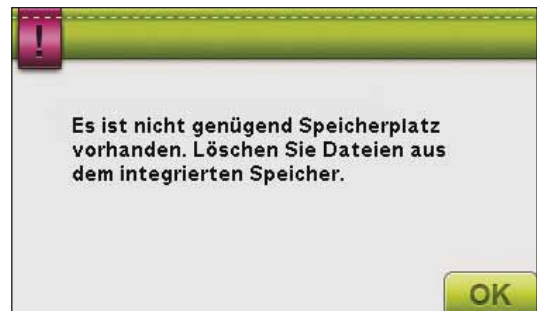 !
Es ist nicht genügend Speicherplatz
vorhanden. Löschen Sie Dateien aus
dem integrierten Speicher.
OK